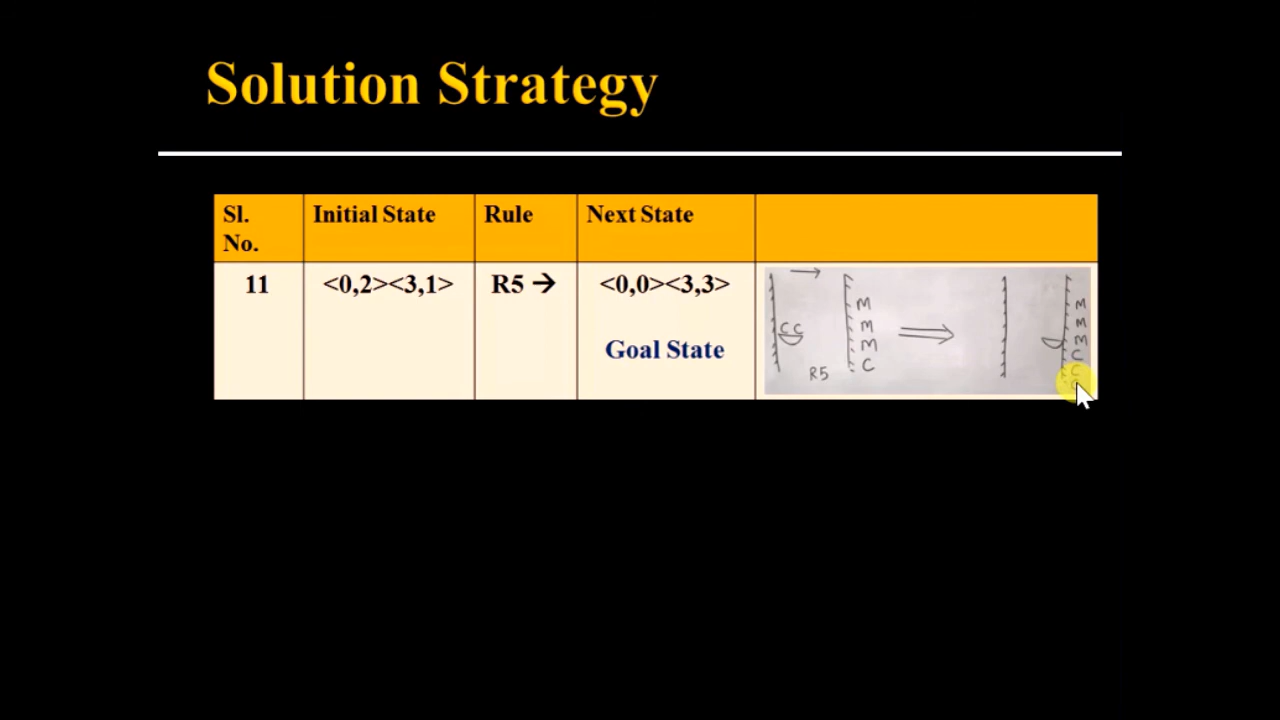 Solution Strategy
Sl. No.
Initial State
Rule
Next State
11
<0,2><3,1>
R5 →
<0,0><3,3>
Goal State
C C
R5
M
M
M
C
M
M
M
C
C
C